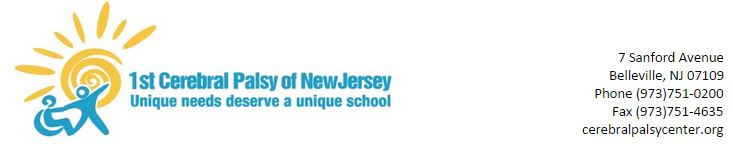 1st Cerebral Palsy of NewJersey
Unique needs deserve a unique school
7 Sanford Avenue
Belleville, NJ 07109
Phone (973)751-0200
Fax (973)751-4635
cerebralpalsycenter.org